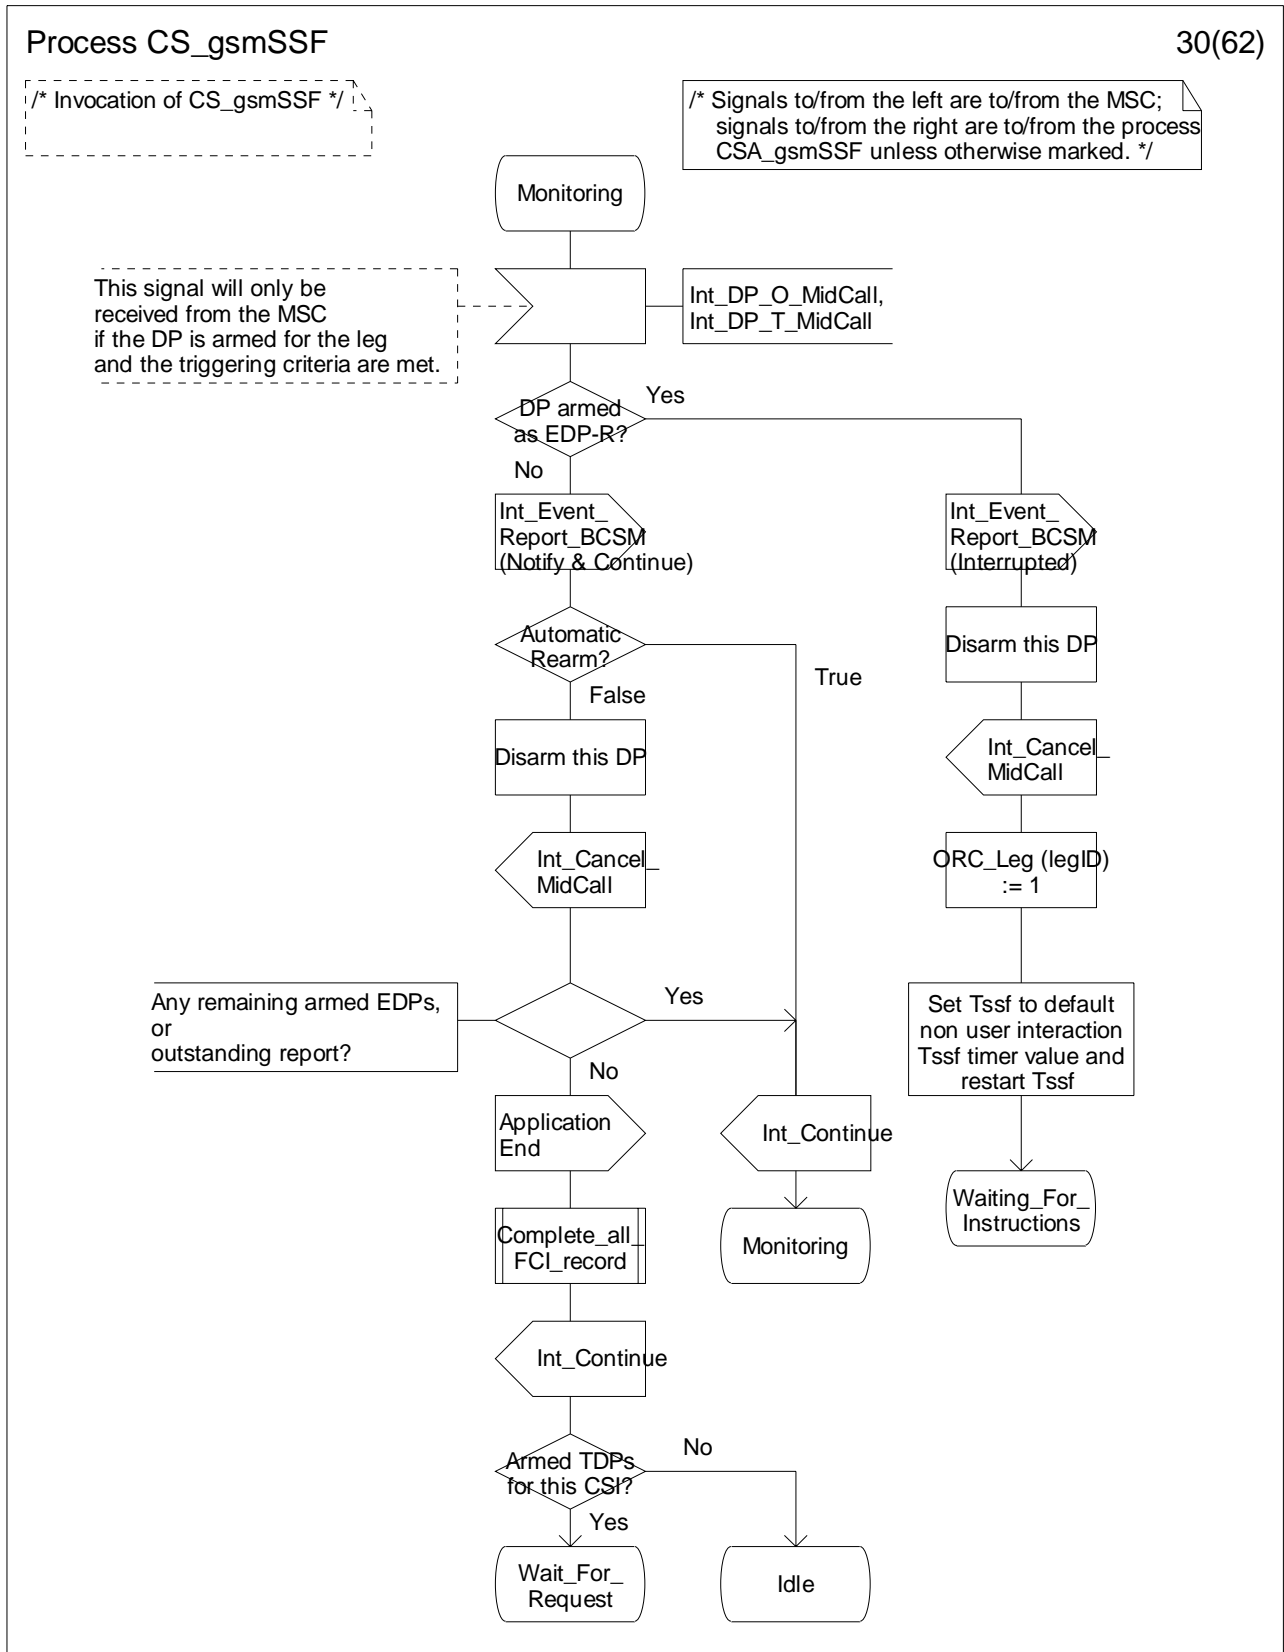 Process CS_gsmSSF
30(62)
/* Invocation of CS_gsmSSF */
/* Signals to/from the left are to/from the MSC;
signals to/from the right are to/from the process
CSA_gsmSSF unless otherwise marked. */
Monitoring
This signal will only be
received from the MSC
if the DP is armed for the leg
and the triggering criteria are met.
Int_DP_O_MidCall,
Int_DP_T_MidCall
DP armed
as EDP-R?
Yes
No
Int_Event_
Report_BCSM
(Notify & Continue)
Int_Event_
Report_BCSM
(Interrupted)
Automatic
Rearm?
True
False
Disarm this DP
Disarm this DP
Int_Cancel_
MidCall
Int_Cancel_
MidCall
ORC_Leg (legID)
:= 1
Any remaining armed EDPs,
or
outstanding report?
Yes
No
Set Tssf to default
non user interaction
Tssf timer value and
restart Tssf
Application
End
Int_Continue
Waiting_For_
Instructions
Complete_all_
FCI_record
Monitoring
Int_Continue
Armed TDPs
for this CSI?
No
Yes
Wait_For_
Request
Idle